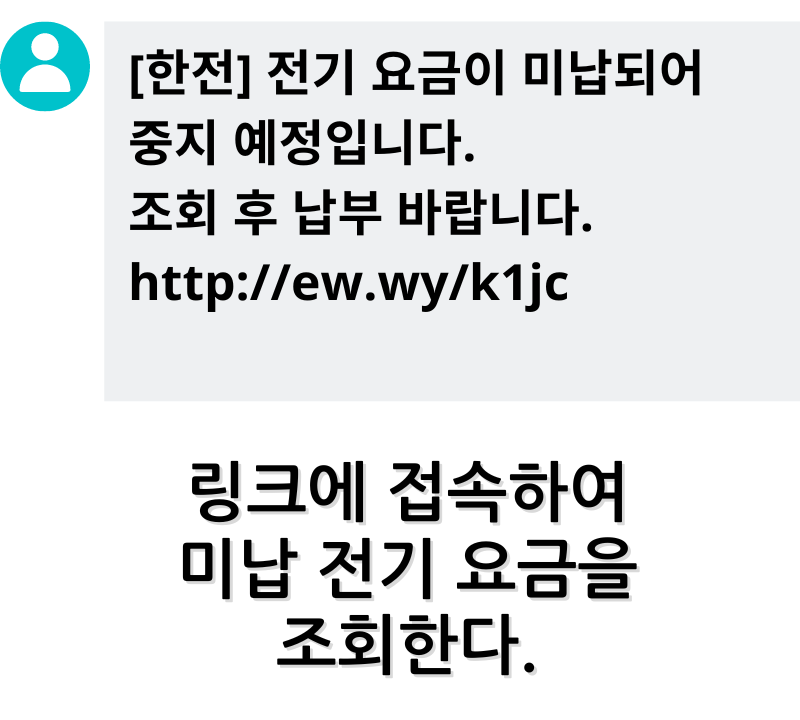 [한전] 전기 요금이 미납되어
중지 예정입니다.
조회 후 납부 바랍니다.
http://ew.wy/k1jc
링크에 접속하여
미납 전기 요금을
조회한다.